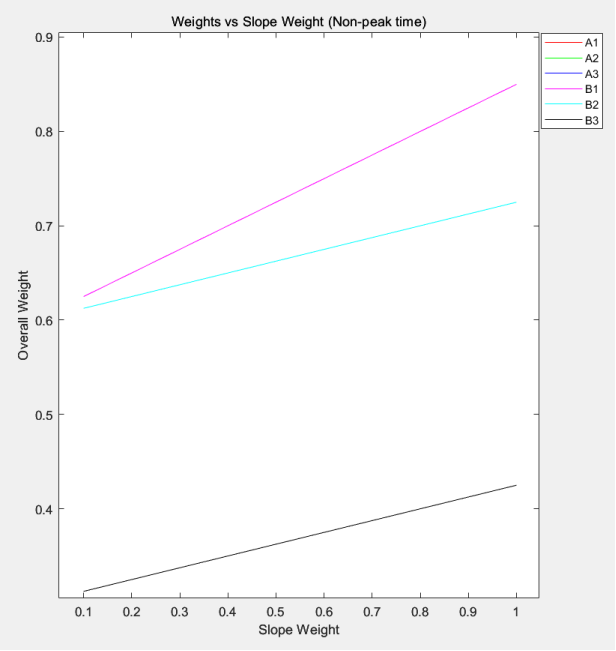 Weights vs Slope Weight (Non-peak time)
0.9
0.8
0.7
0.6
0.5
0.4
Overall Weight
0.1 0.2 0.3 0.4 0.5 0.6 0.7 0.8 0.9 1
Slope Weight
A1
A2
A3
B1
B2
B3